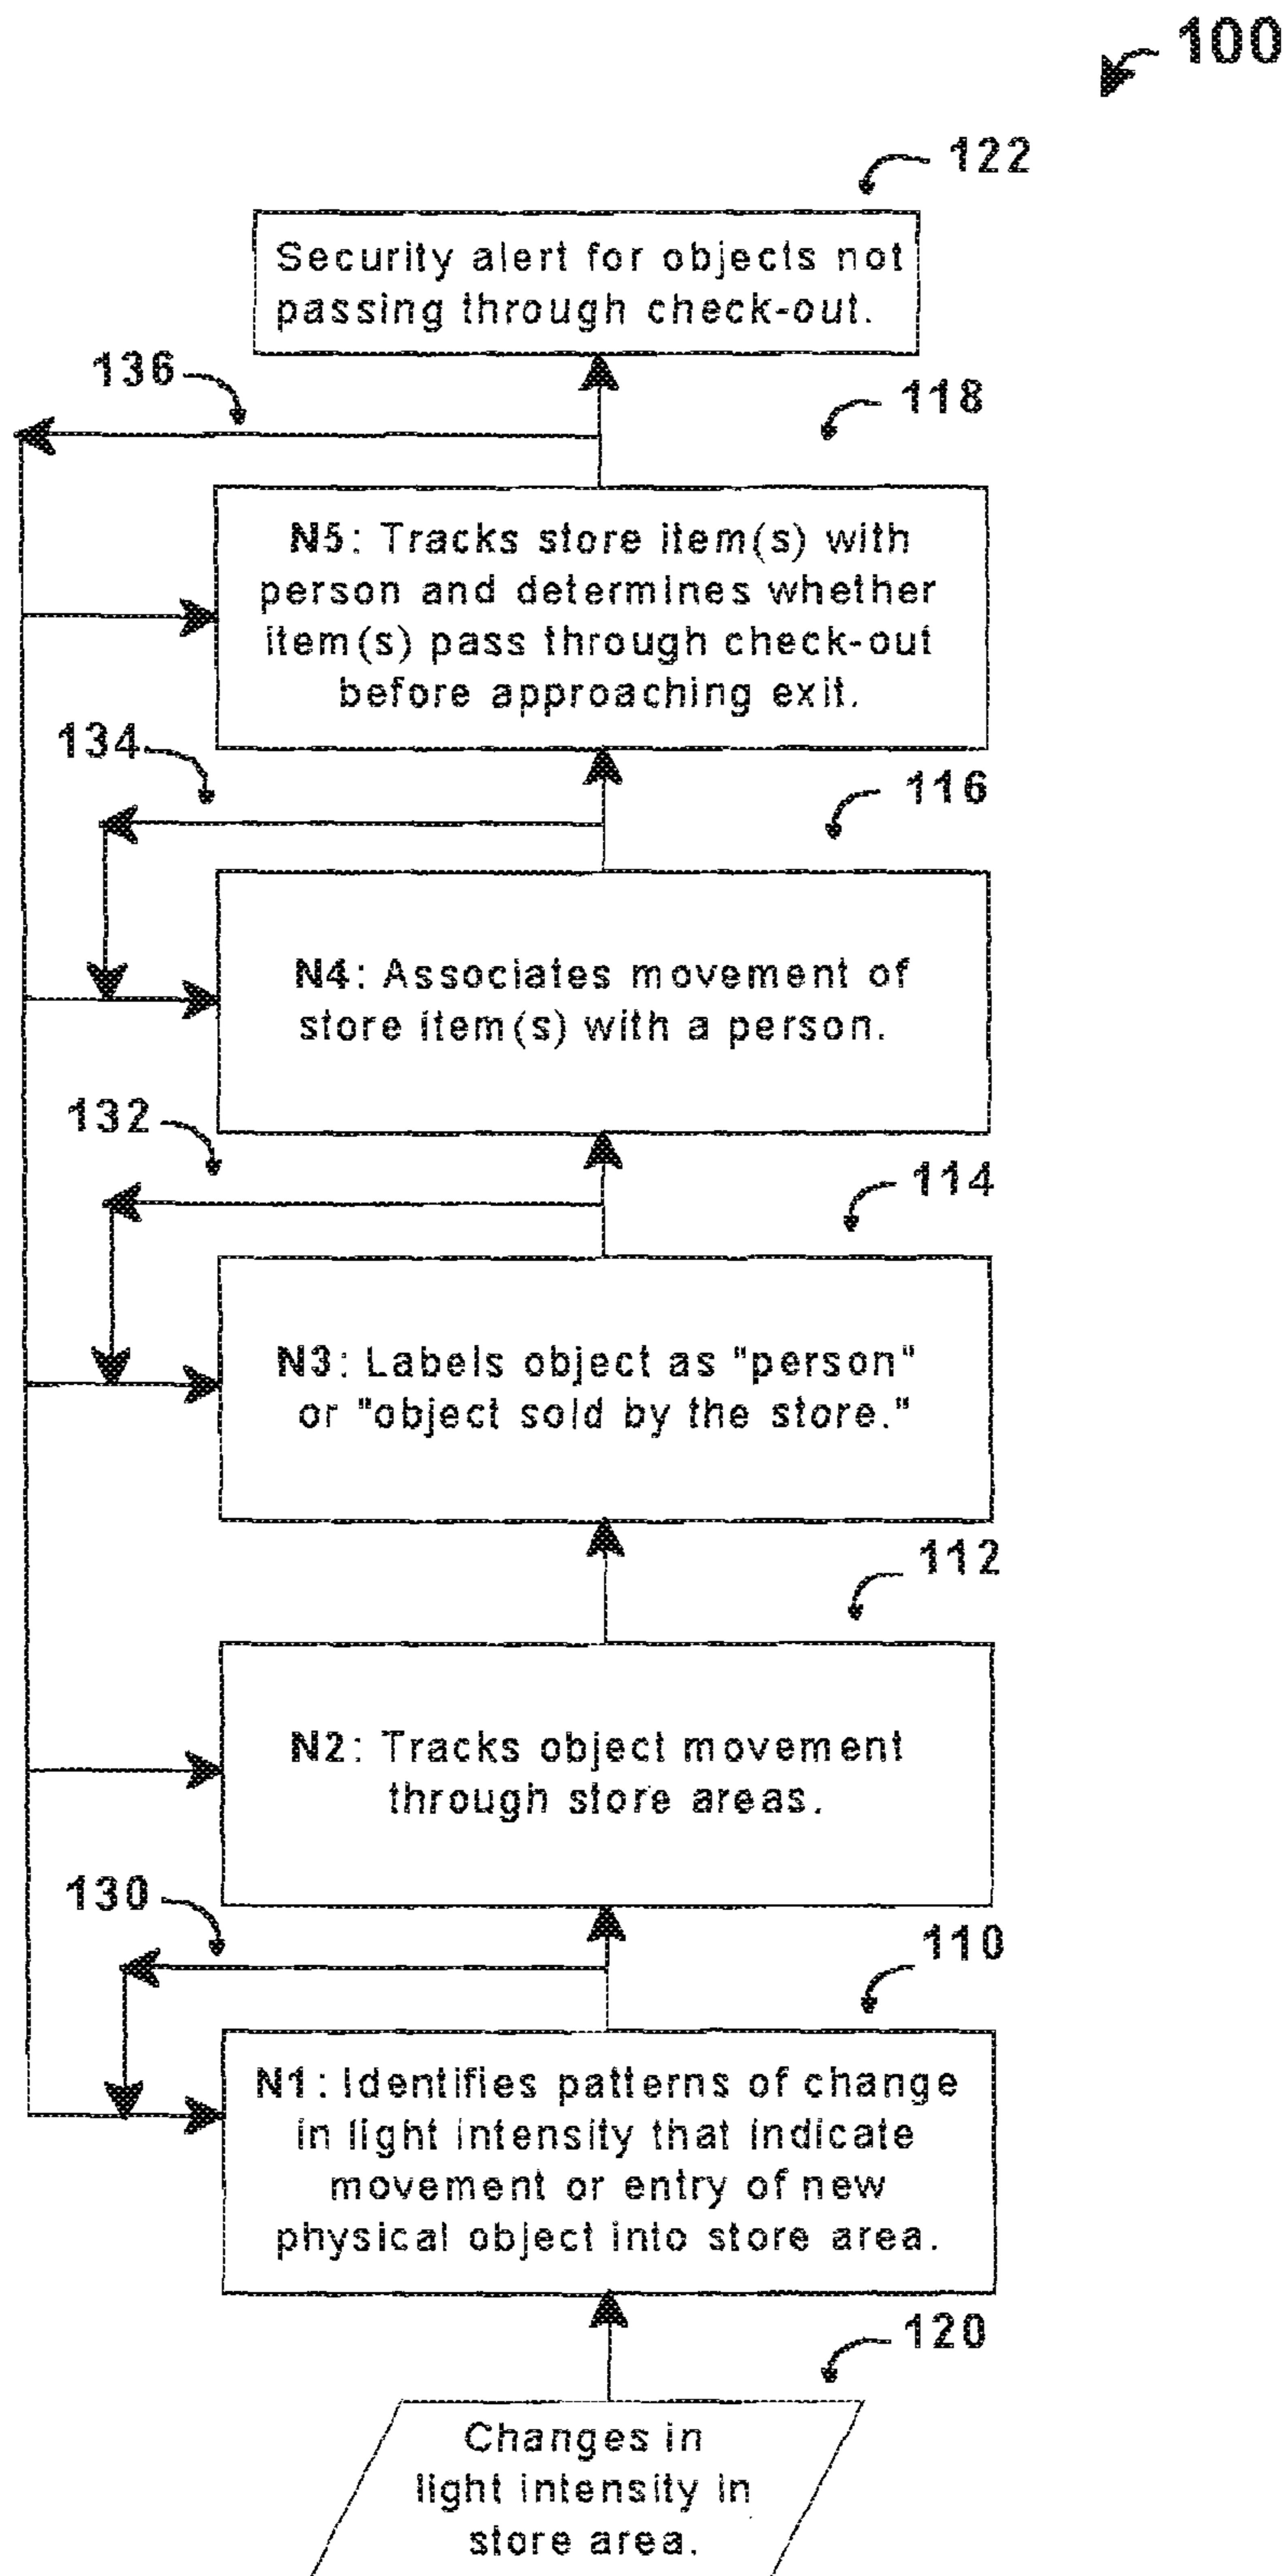 100
122
Security alert for objects not
passing through check-out.
136
118
N5: Tracks store item(s) with
person and determines whether
item(s) pass through check-out
before approaching exit.
134
116
N4: Associates movement of
store item(s) with a person.
132
114
N3: Labels object as "person"
or "object sold by the store."
112
N2: Tracks object movement
through store areas.
130
110
N1: Identifies patterns of change
in light intensity that indicate
movement or entry of new
physical object into store area.
120
Changes in
light intensity in
store area.